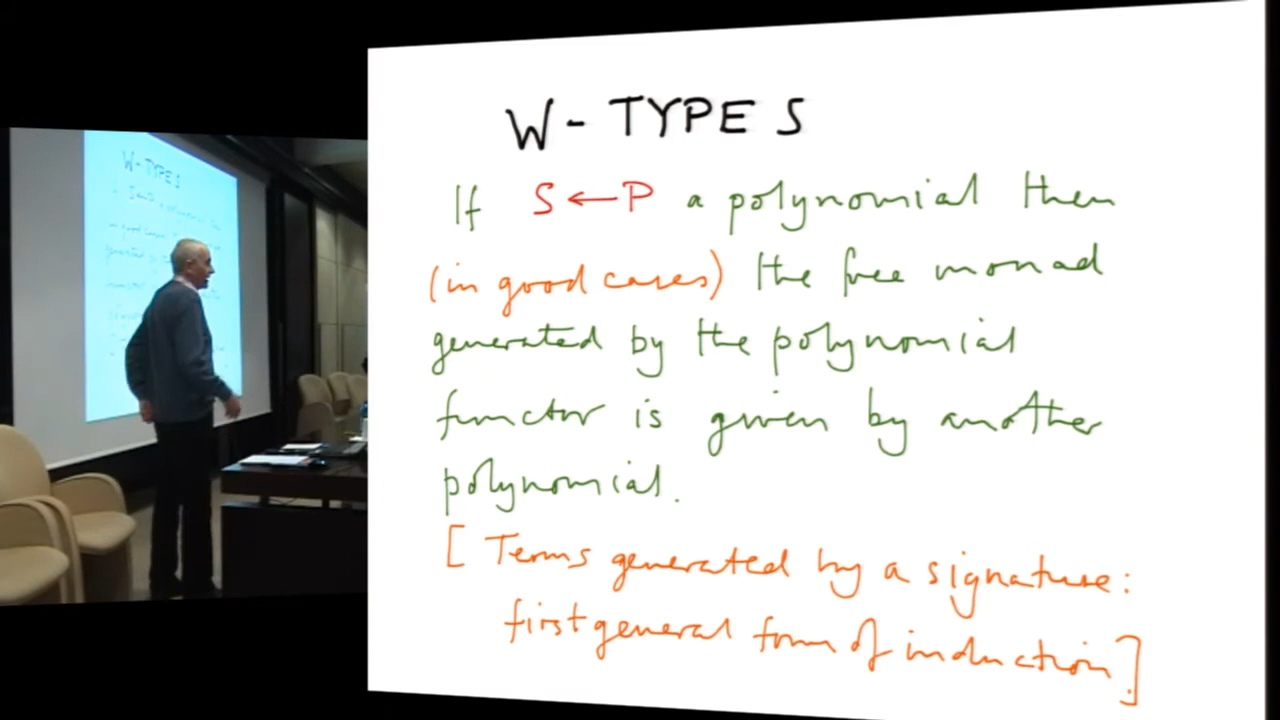 W-TYPES
If S ← P a polynomial then
(in good cases) the free monad
generated by the polynomial
functor is given by another
polynomial.
[ Terms generated by a signature:
first general form of induction]
W-TYPES